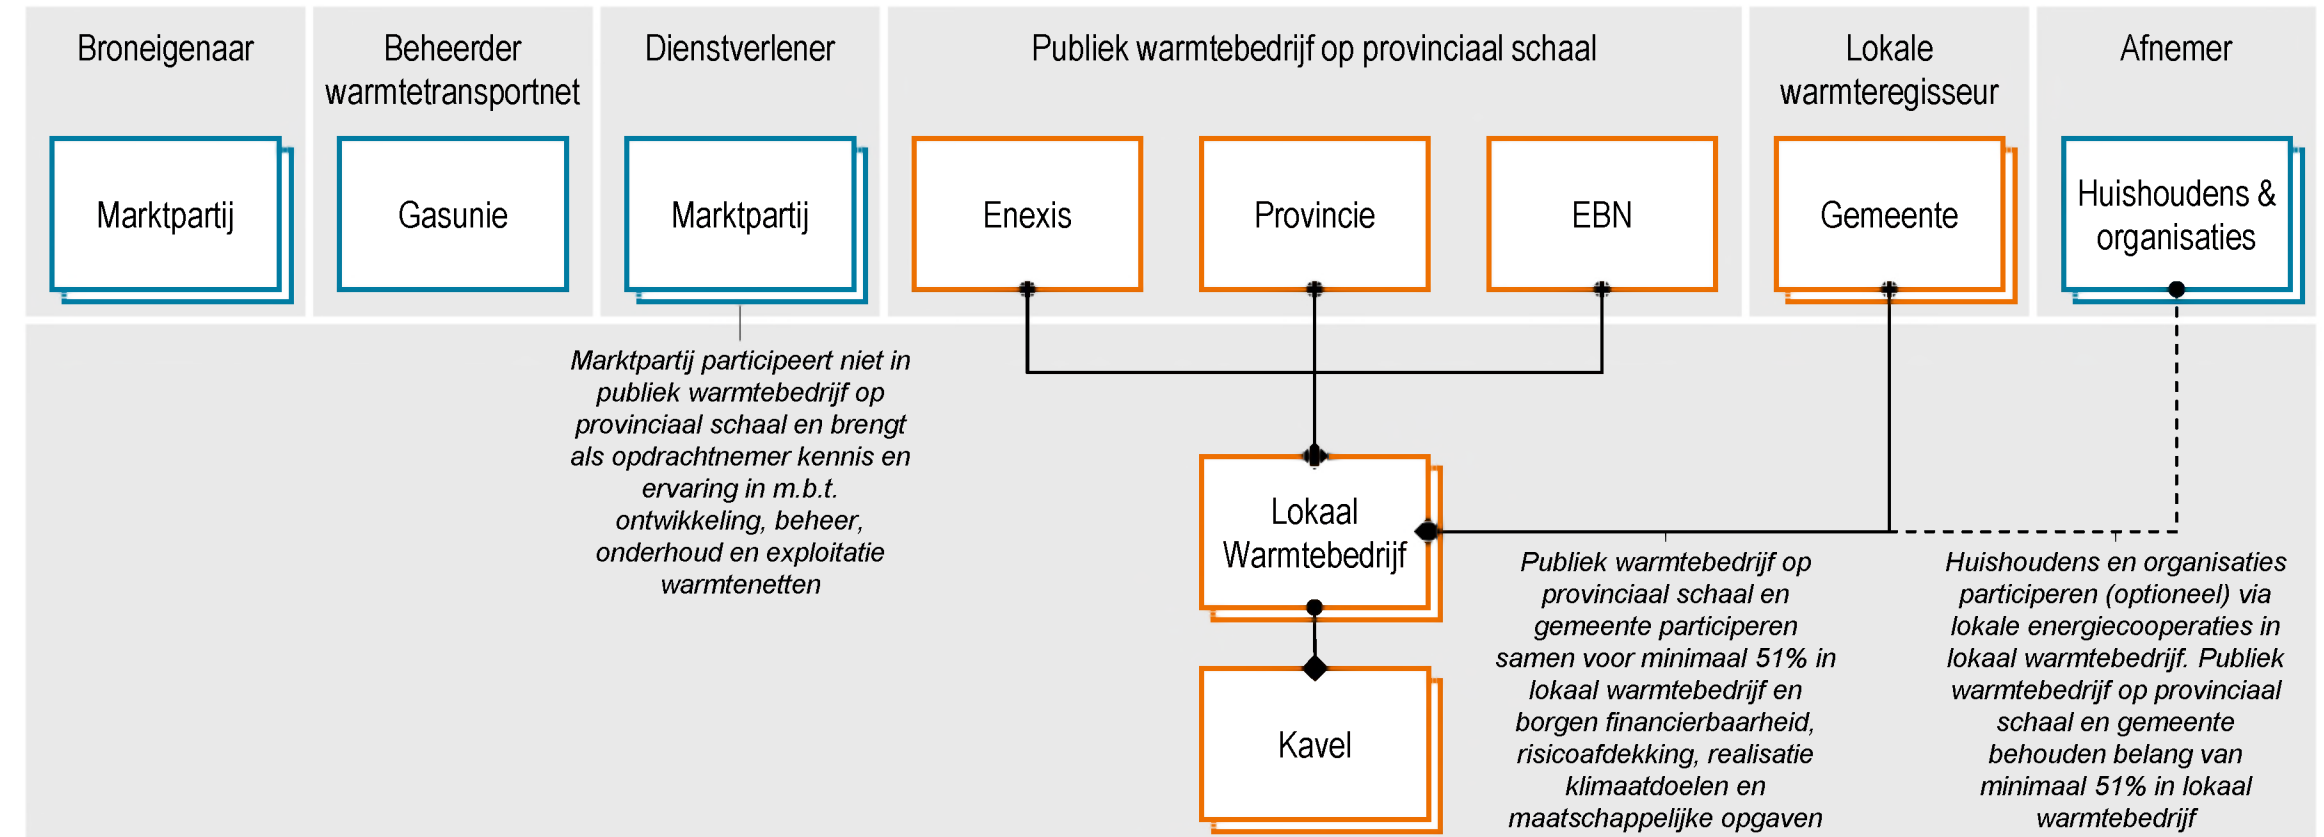 Broneigenaar
Beheerder
warmtetransportnet
Dienstverlener
Publiek warmtebedrijf op provinciaal schaal
Lokale
warmteregisseur
Afnemer
Marktpartij
Gasunie
Marktpartij
Enexis
Provincie
EBN
Gemeente
Huishoudens &
organisaties
Marktpartij participeert niet in
publiek warmtebedrijf op
provinciaal schaal en brengt
als opdrachtnemer kennis en
ervaring in m.b.t.
ontwikkeling, beheer,
onderhoud en exploitatie
warmtenetten
Lokaal
Warmtebedrijf
Kavel
Publiek warmtebedrijf op
provinciaal schaal en
gemeente participeren
samen voor minimaal 51% in
lokaal warmtebedrijf en
borgen financierbaarheid,
risicoafdekking, realisatie
klimaatdoelen en
maatschappelijke opgaven
Huishoudens en organisaties
participeren (optioneel) via
lokale energiecooperaties in
lokaal warmtebedrijf. Publiek
warmtebedrijf op provinciaal
schaal en gemeente
behouden belang van
minimaal 51% in lokaal
warmtebedrijf